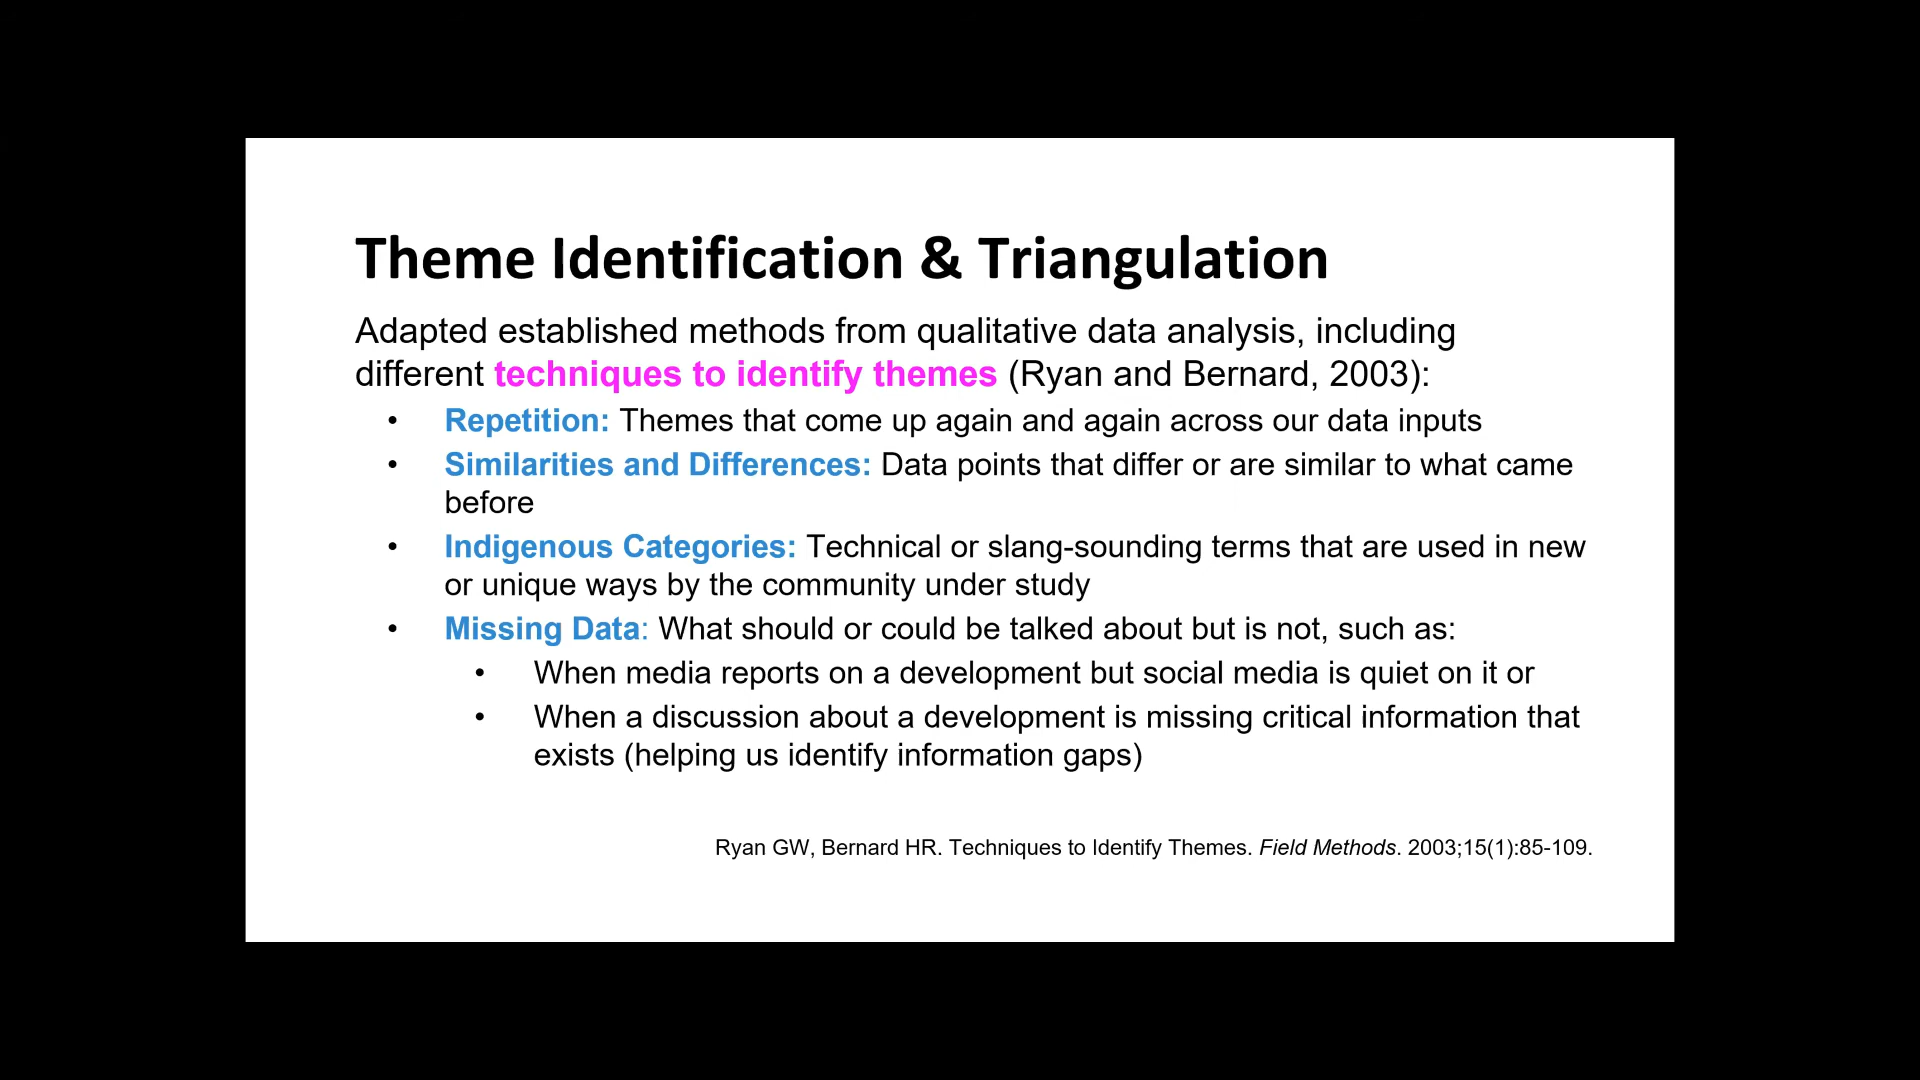 Theme Identification & Triangulation
Adapted established methods from qualitative data analysis, including
different techniques to identify themes (Ryan and Bernard, 2003):
• Repetition: Themes that come up again and again across our data inputs
• Similarities and Differences: Data points that differ or are similar to what came
before
• Indigenous Categories: Technical or slang-sounding terms that are used in new
or unique ways by the community under study
• Missing Data: What should or could be talked about but is not, such as:
• When media reports on a development but social media is quiet on it or
• When a discussion about a development is missing critical information that
exists (helping us identify information gaps)
Ryan GW, Bernard HR. Techniques to Identify Themes. Field Methods. 2003;15(1):85-109.